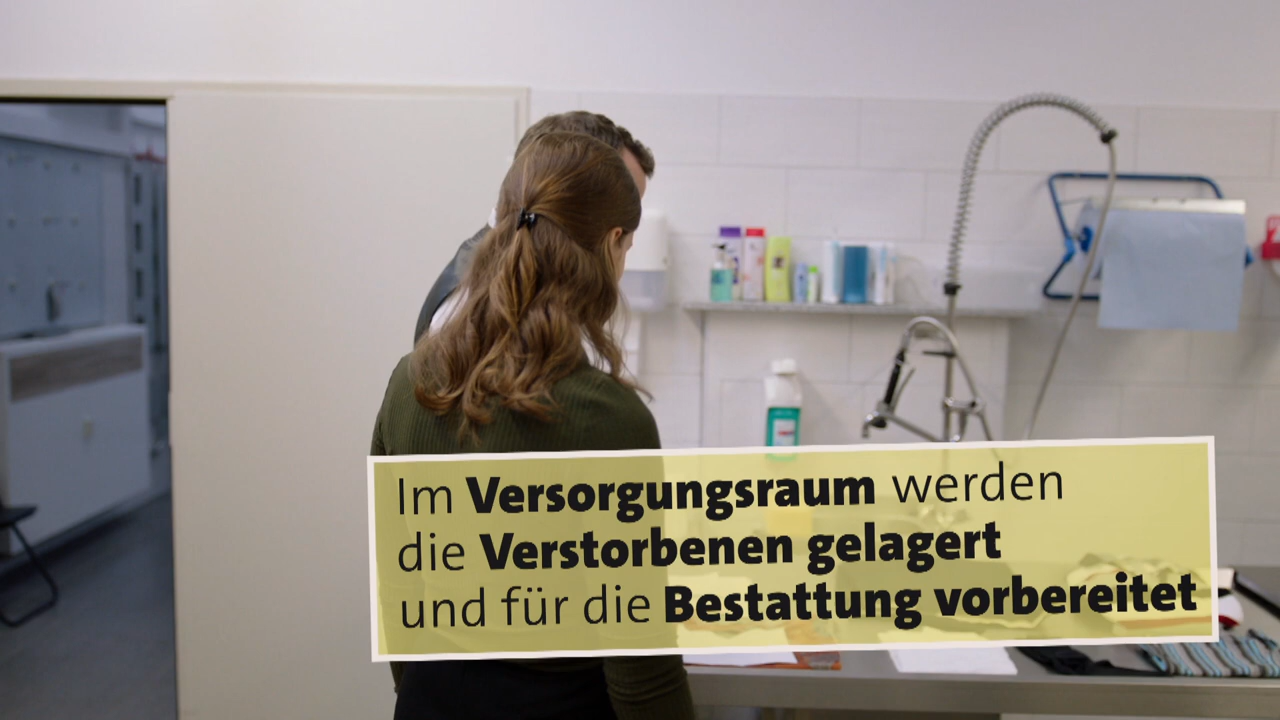 Im Versorgungsraum werden
die Verstorbenen gelagert
und für die Bestattung vorbereitet